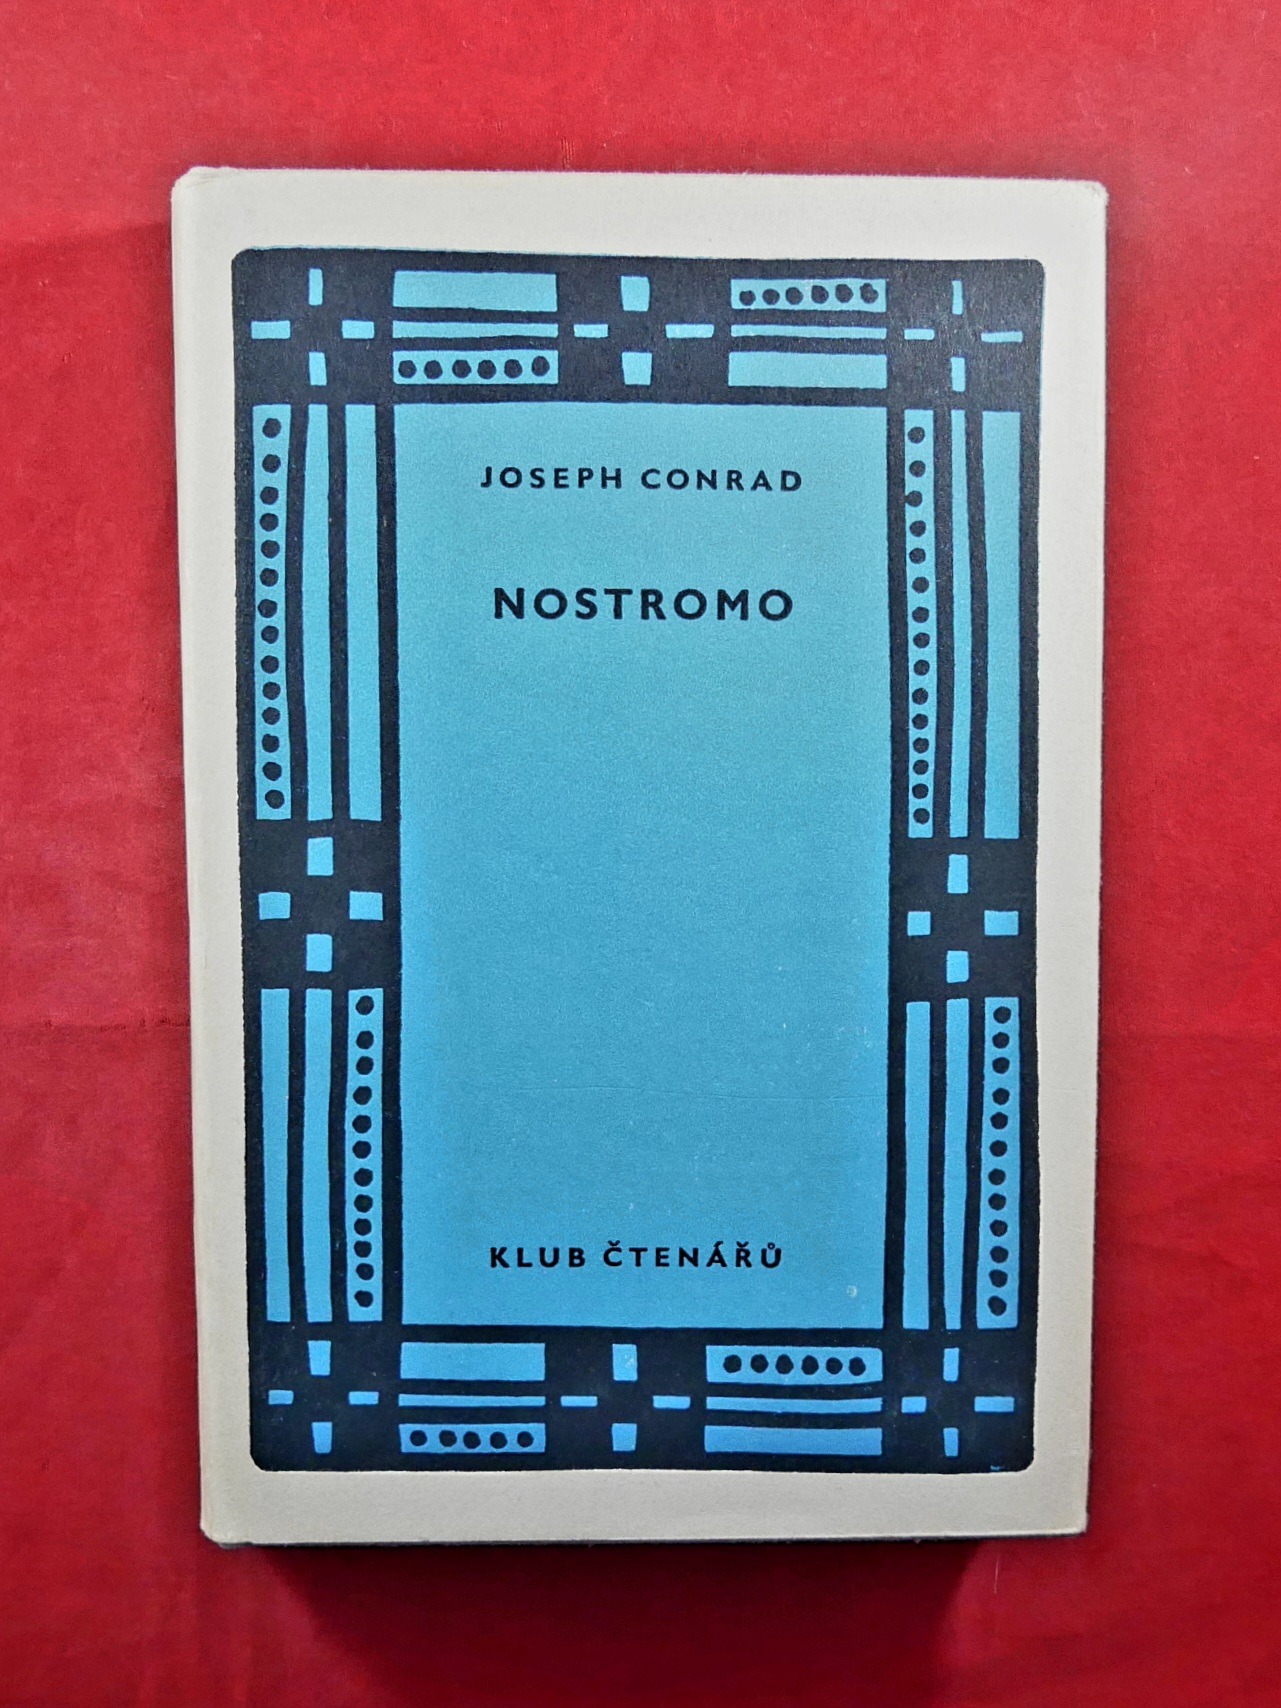 JOSEPH CONRAD
NOSTROMO
KLUB ČTENÁŘŮ